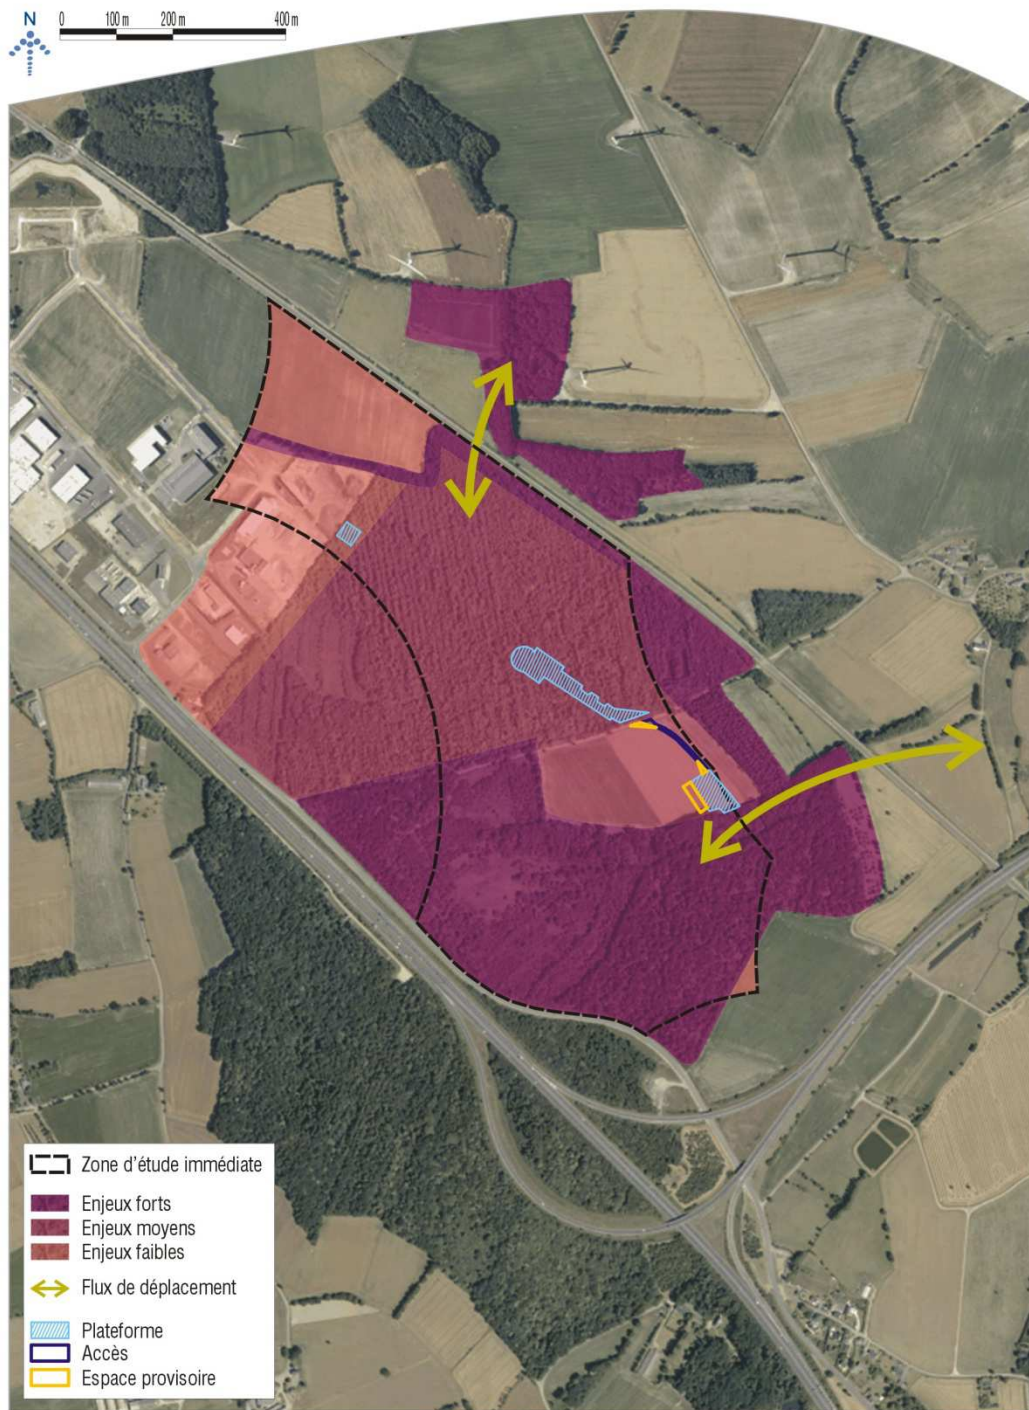 N
0 100 m 200 m 400 m
Zone d'étude immédiate
Enjeux forts
Enjeux moyens
Enjeux faibles
Flux de déplacement
Plateforme
Accès
Espace provisoire